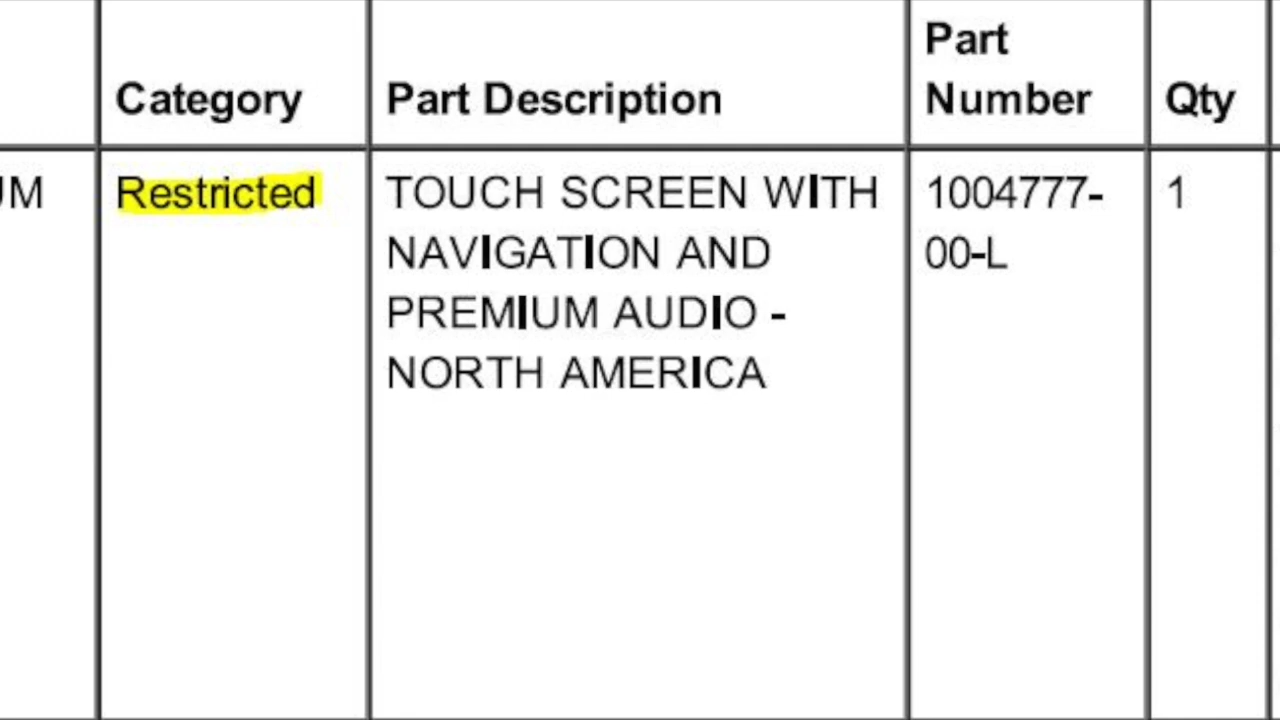 Category
Part Description
Part
Number
Qty
UM
Restricted
TOUCH SCREEN WITH
NAVIGATION AND
PREMIUM AUDIO -
NORTH AMERICA
1004777-
00-L
1